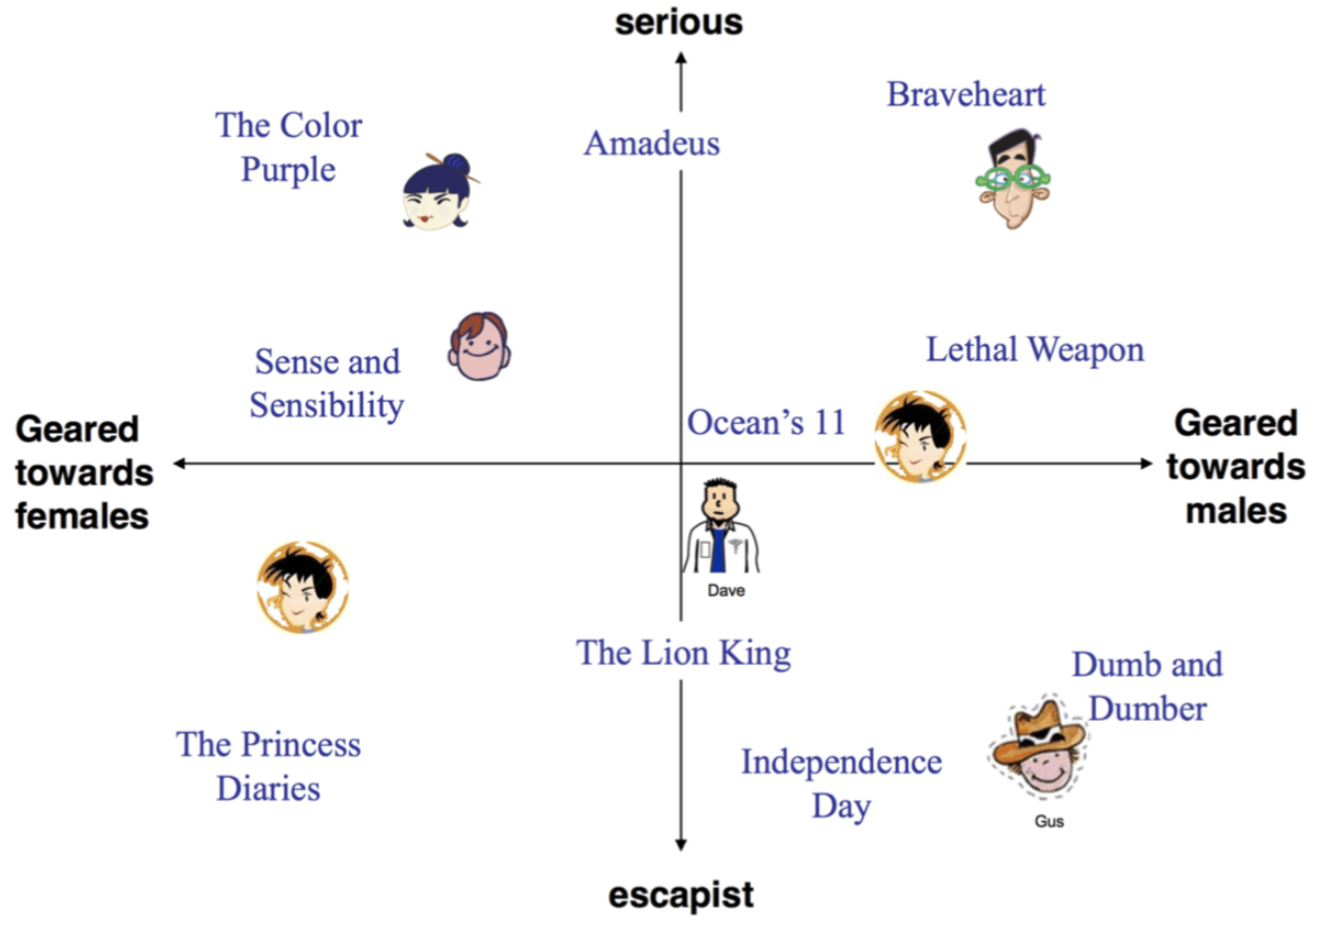 serious
Braveheart
The Color
Purple
Amadeus
Lethal Weapon
Sense and
Sensibility
Ocean’s 11
Geared
towards
females
Geared
towards
males
Dave
The Lion King
Dumb and
Dumber
The Princess
Diaries
Independence
Day
Gus
escapist